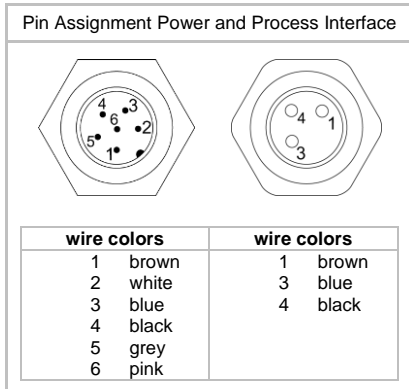 Pin Assignment Power and Process Interface
4 3
6 2
5
1
4 1
3
wire colors wire colors
1 brown 1 brown
2 white 3 blue
3 blue 4 black
4 black
5 grey
6 pink